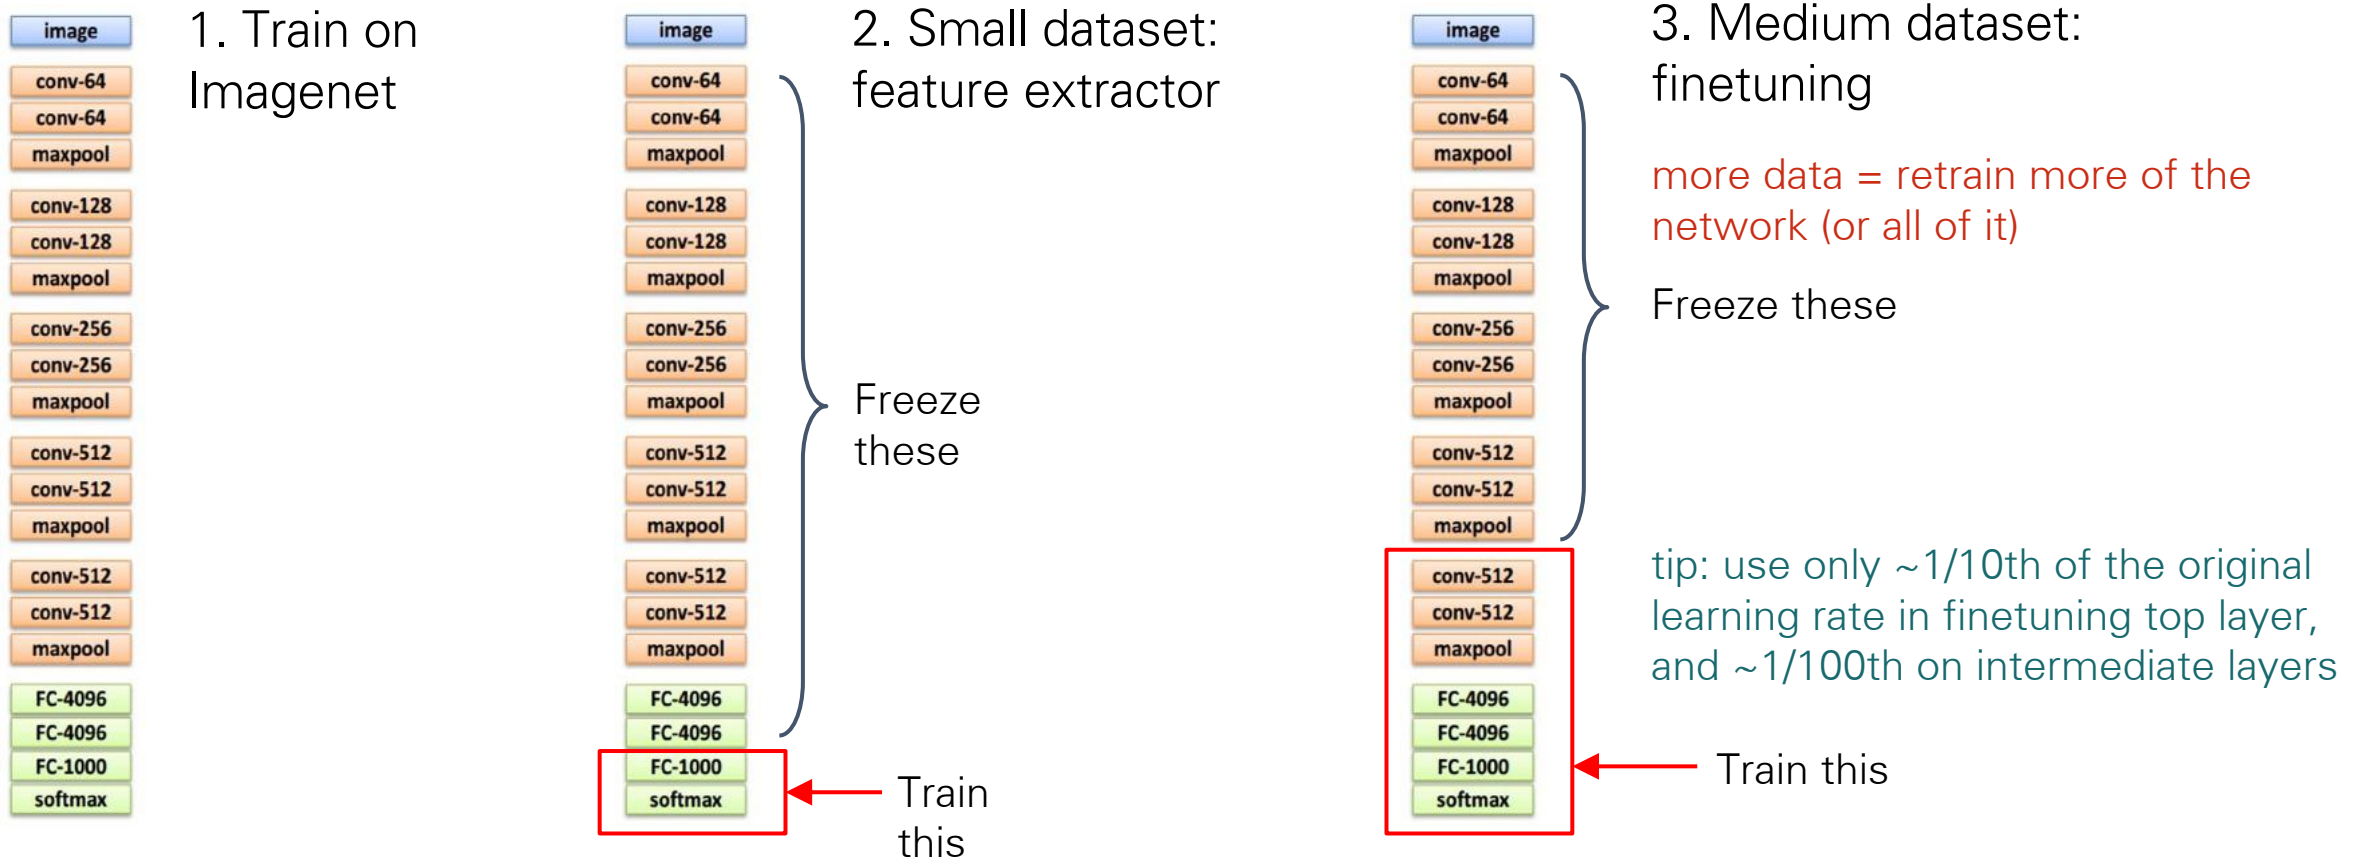 image
conv-64
conv-64
maxpool
conv-128
conv-128
maxpool
conv-256
conv-256
maxpool
conv-512
conv-512
maxpool
conv-512
conv-512
maxpool
FC-4096
FC-4096
FC-1000
softmax
1. Train on
Imagenet
image
conv-64
conv-64
maxpool
conv-128
conv-128
maxpool
conv-256
conv-256
maxpool
conv-512
conv-512
maxpool
conv-512
conv-512
maxpool
FC-4096
FC-4096
FC-1000
softmax
2. Small dataset:
feature extractor
Freeze
these
Train
this
image
conv-64
conv-64
maxpool
conv-128
conv-128
maxpool
conv-256
conv-256
maxpool
conv-512
conv-512
maxpool
conv-512
conv-512
maxpool
FC-4096
FC-4096
FC-1000
softmax
3. Medium dataset:
finetuning
more data = retrain more of the
network (or all of it)
Freeze these
tip: use only ~1/10th of the original
learning rate in finetuning top layer,
and ~1/100th on intermediate layers
Train this